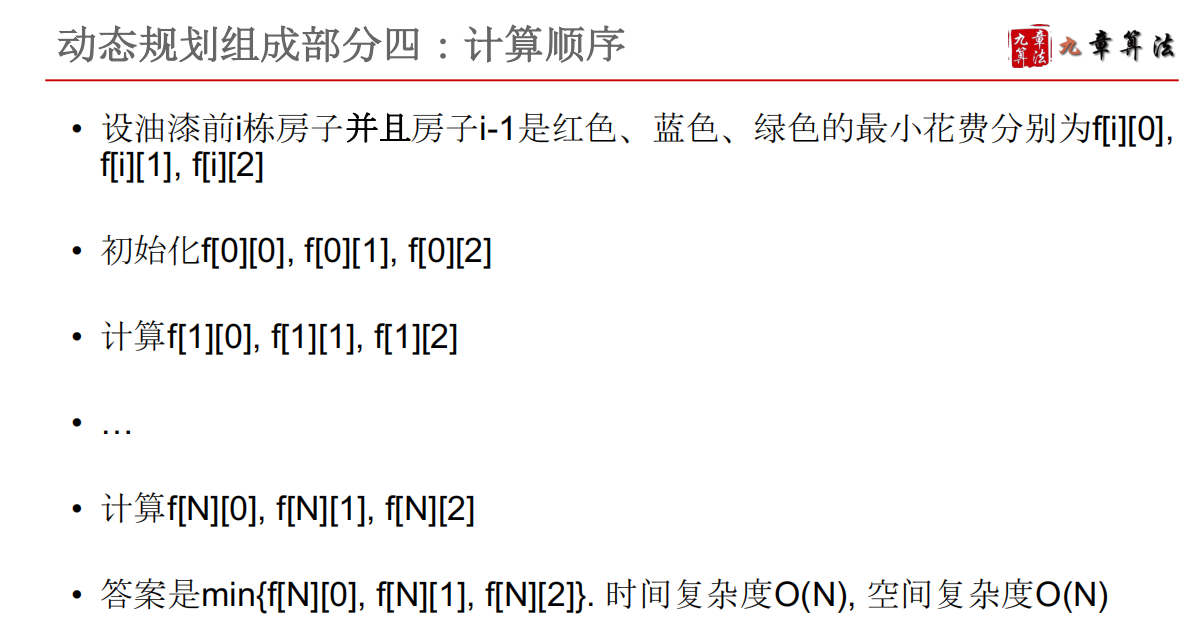 动态规划组成部分四：计算顺序
九章算法 九章算法
• 设油漆前i栋房子并且房子i-1是红色、蓝色、绿色的最小花费分别为f[i][0],
f[i][1], f[i][2]
• 初始化f[0][0], f[0][1], f[0][2]
• 计算f[1][0], f[1][1], f[1][2]
• …
• 计算f[N][0], f[N][1], f[N][2]
• 答案是min{f[N][0], f[N][1], f[N][2]}. 时间复杂度O(N), 空间复杂度O(N)